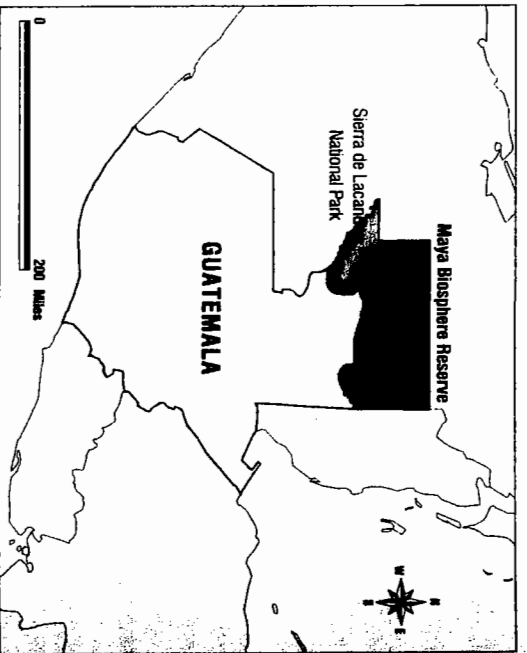 Maya Biosphere Reserve
Sierra de Lacand
National Park
GUATEMALA
N
W
E
S
0
200 Miles